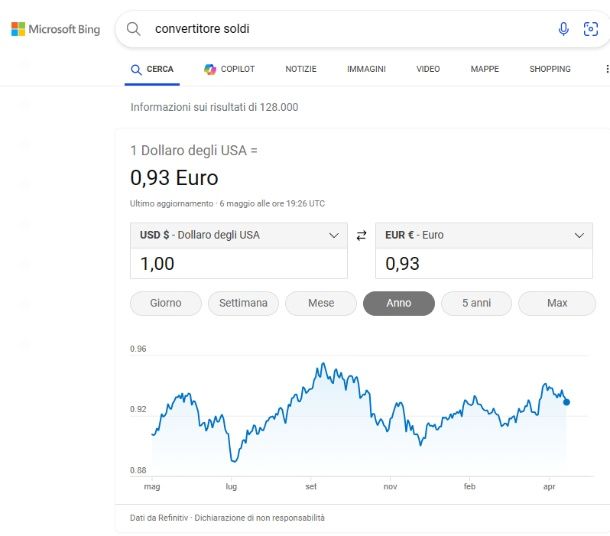 Microsoft Bing
convertitore soldi
CERCA COPILOT NOTIZIE IMMAGINI VIDEO MAPPE SHOPPING
Informazioni sui risultati di 128.000
1 Dollaro degli USA =
0,93 Euro
Ultimo aggiornamento · 6 maggio alle ore 19:26 UTC
USD $ - Dollaro degli USA EUR € - Euro
1,00 0,93
Giorno Settimana Mese Anno 5 anni Max
0.96
0.92
0.88
mag lug set nov feb apr
Dati da Refinitiv · Dichiarazione di non responsabilità